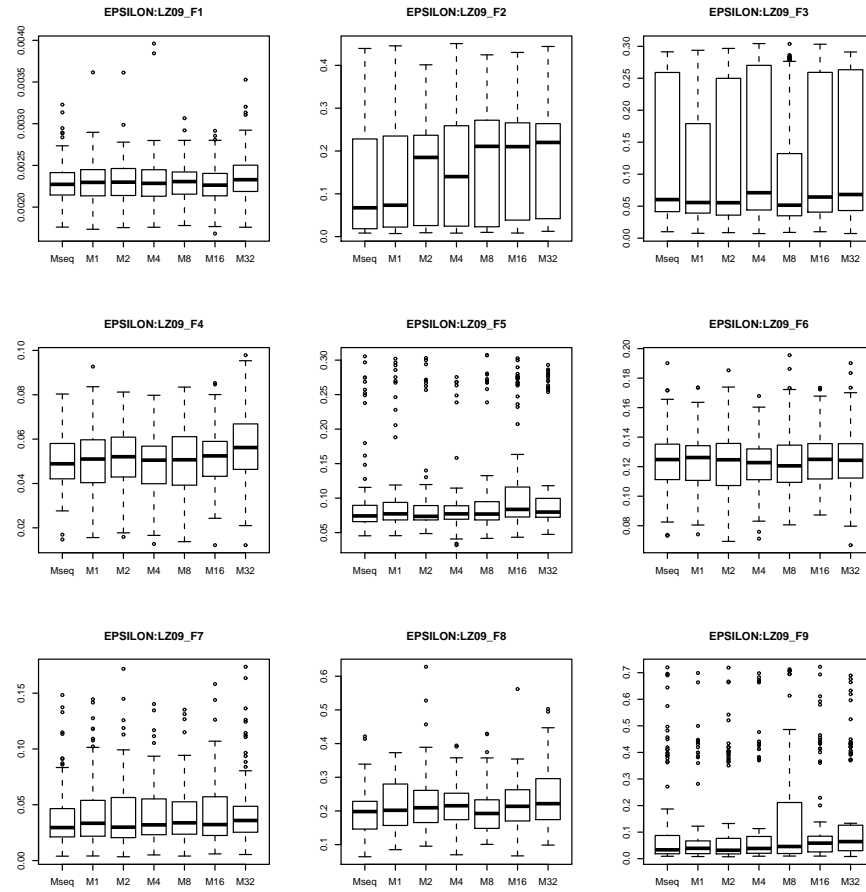 EPSILON:LZ09_F1 EPSILON:LZ09_F2 EPSILON:LZ09_F3
0.0020 0.0025 0.0030 0.0035 0.0040
0.0 0.1 0.2 0.3 0.4
0.00 0.05 0.10 0.15 0.20 0.25 0.30
Mseq M1 M2 M4 M8 M16 M32 Mseq M1 M2 M4 M8 M16 M32 Mseq M1 M2 M4 M8 M16 M32
EPSILON:LZ09_F4 EPSILON:LZ09_F5 EPSILON:LZ09_F6
0.02 0.04 0.06 0.08 0.10
0.05 0.10 0.15 0.20 0.25 0.30
0.08 0.10 0.12 0.14 0.16 0.18 0.20
Mseq M1 M2 M4 M8 M16 M32 Mseq M1 M2 M4 M8 M16 M32 Mseq M1 M2 M4 M8 M16 M32
EPSILON:LZ09_F7 EPSILON:LZ09_F8 EPSILON:LZ09_F9
0.00 0.05 0.10 0.15
0.1 0.2 0.3 0.4 0.5 0.6
0.0 0.1 0.2 0.3 0.4 0.5 0.6 0.7
Mseq M1 M2 M4 M8 M16 M32 Mseq M1 M2 M4 M8 M16 M32 Mseq M1 M2 M4 M8 M16 M32